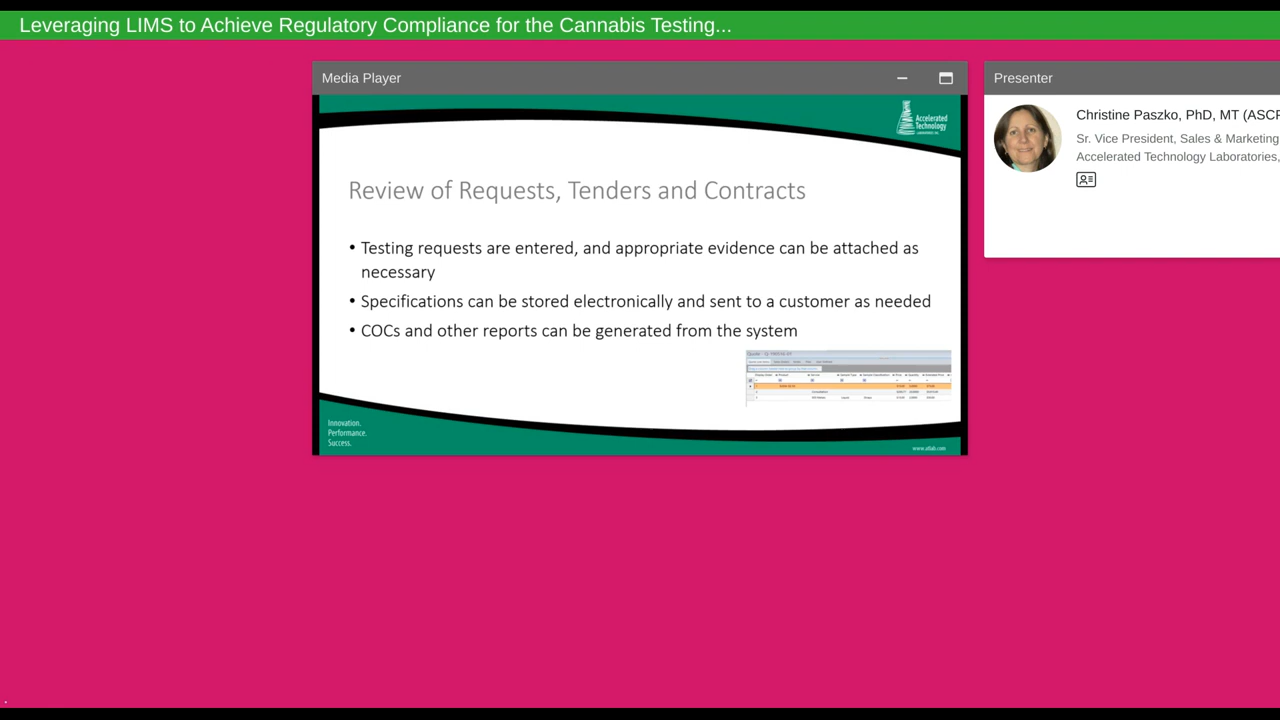 Leveraging LIMS to Achieve Regulatory Compliance for the Cannabis Testing...
Media Player
Presenter
Accelerated
Technology
Christine Paszko, PhD, MT (ASCP
Sr. Vice President, Sales & Marketing
Accelerated Technology Laboratories,
Review of Requests, Tenders and Contracts
• Testing requests are entered, and appropriate evidence can be attached as
necessary
• Specifications can be stored electronically and sent to a customer as needed
• COCs and other reports can be generated from the system
Innovation.
Performance.
Success.
www.atlab.com